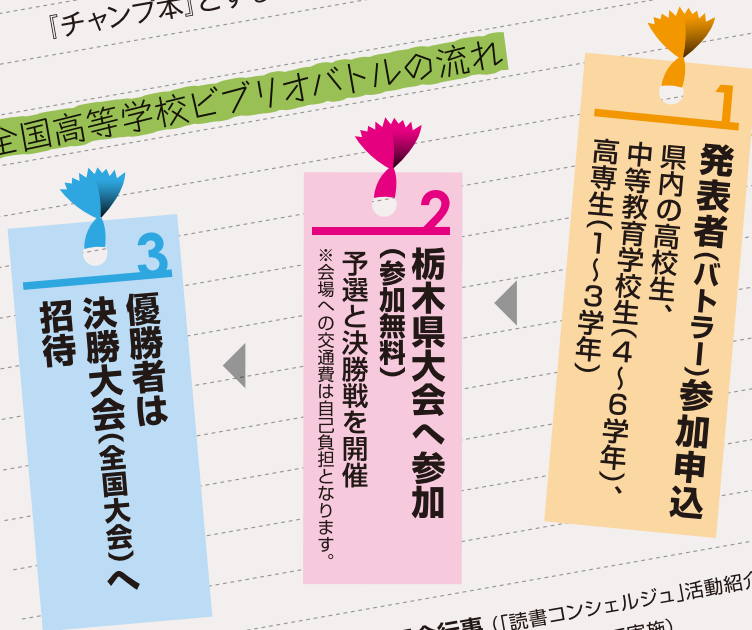 『チャンプ本』とする
全国高等学校ビブリオバトルの流れ
1
発表者(バトラー)参加申込
県内の高校生、
中等教育学校生(4～6学年)、
高専生(1～3学年)
2
栃木県大会へ参加
(参加無料)
予選と決勝戦を開催
※会場への交通費は自己負担となります。
3
優勝者は
決勝大会(全国大会)へ
招待
行事(「読書コンシェルジュ」活動紹介